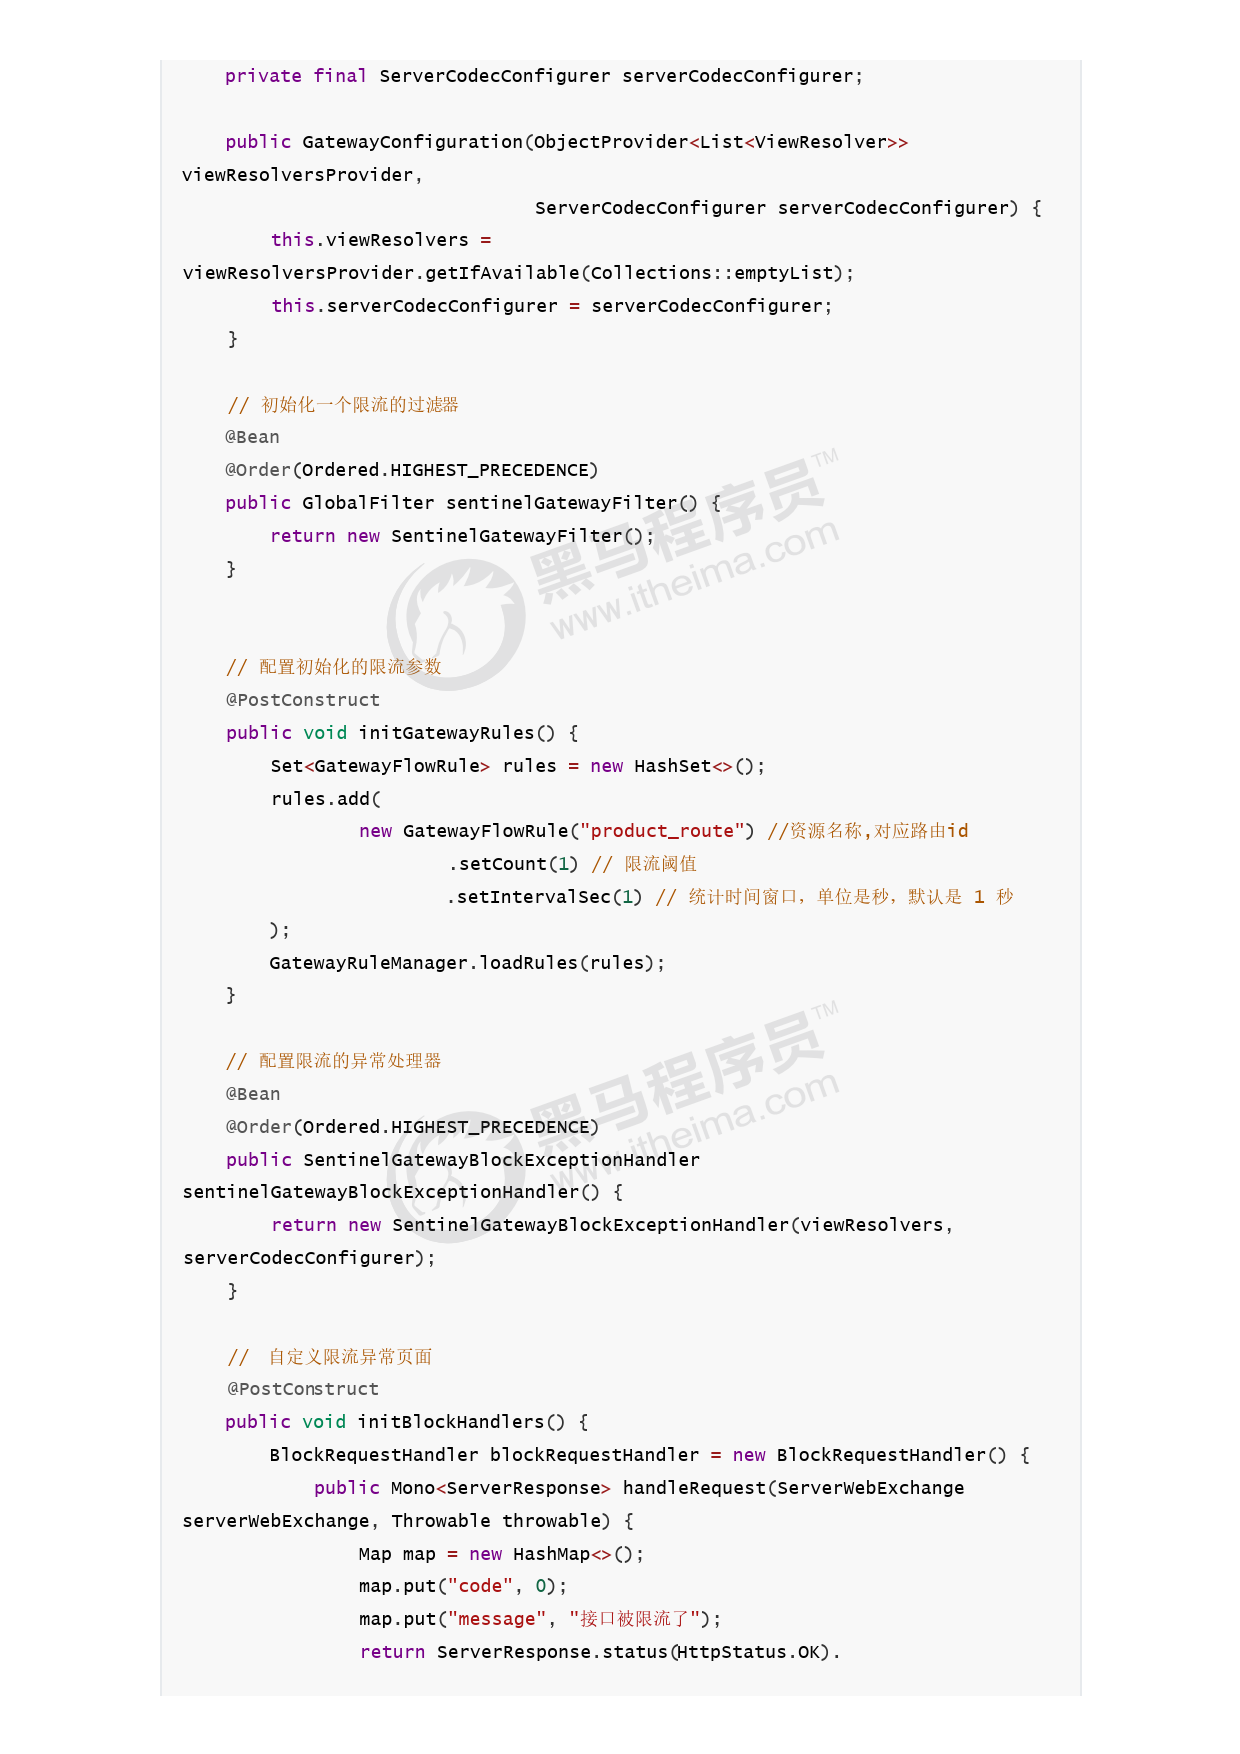 private final ServerCodecConfigurer serverCodecConfigurer;
public GatewayConfiguration(ObjectProvider<List<ViewResolver>>
viewResolversProvider,
ServerCodecConfigurer serverCodecConfigurer) {
this.viewResolvers =
viewResolversProvider.getIfAvailable(Collections::emptyList);
this.serverCodecConfigurer = serverCodecConfigurer;
}
// 初始化一个限流的过滤器
@Bean
@Order(Ordered.HIGHEST_PRECEDENCE)
public GlobalFilter sentinelGatewayFilter() {
return new SentinelGatewayFilter();
}
黑马程序员™
www.itheima.com
// 配置初始化的限流参数
@PostConstruct
public void initGatewayRules() {
Set<GatewayFlowRule> rules = new HashSet<>();
rules.add(
new GatewayFlowRule("product_route") //资源名称,对应路由id
.setCount(1) // 限流阈值
.setIntervalSec(1) // 统计时间窗口，单位是秒，默认是 1 秒
);
GatewayRuleManager.loadRules(rules);
}
// 配置限流的异常处理器
@Bean
@Order(Ordered.HIGHEST_PRECEDENCE)
public SentinelGatewayBlockExceptionHandler
sentinelGatewayBlockExceptionHandler() {
return new SentinelGatewayBlockExceptionHandler(viewResolvers,
serverCodecConfigurer);
}
黑马程序员™
www.itheima.com
// 自定义限流异常页面
@PostConstruct
public void initBlockHandlers() {
BlockRequestHandler blockRequestHandler = new BlockRequestHandler() {
public Mono<ServerResponse> handleRequest(ServerWebExchange
serverWebExchange, Throwable throwable) {
Map map = new HashMap<>();
map.put("code", 0);
map.put("message", "接口被限流了");
return ServerResponse.status(HttpStatus.OK).